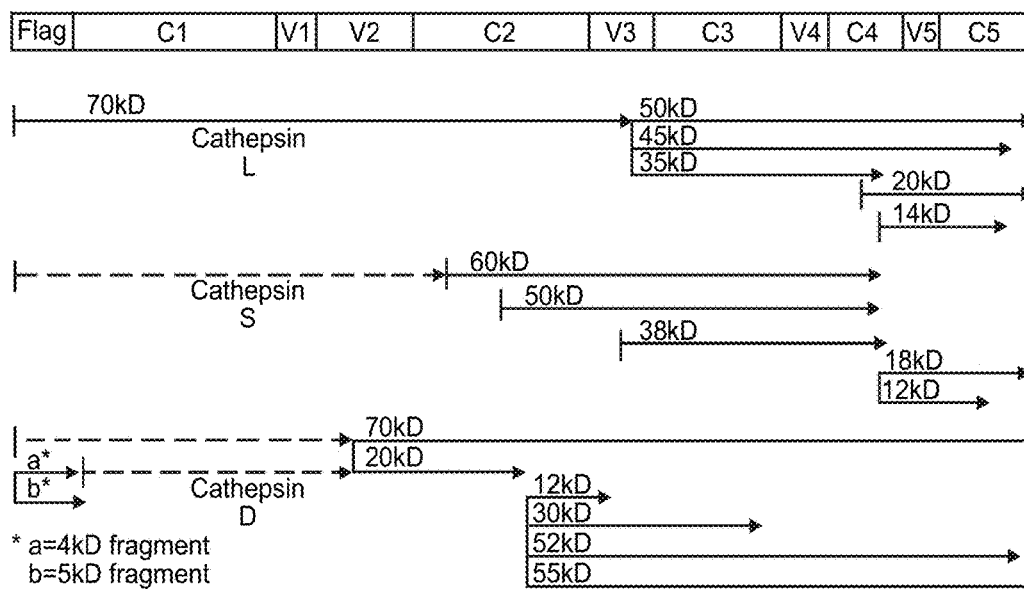 Flag C1 V1 V2 C2 V3 C3 V4 C4 V5 C5
70kD 50kD
Cathepsin 45kD
L 35kD
20kD
14kD
60kD
Cathepsin
S 50kD
38kD
18kD
12kD
70kD
a* 20kD
b* Cathepsin 12kD
D 30kD
* a=4kD fragment 52kD
b=5kD fragment 55kD